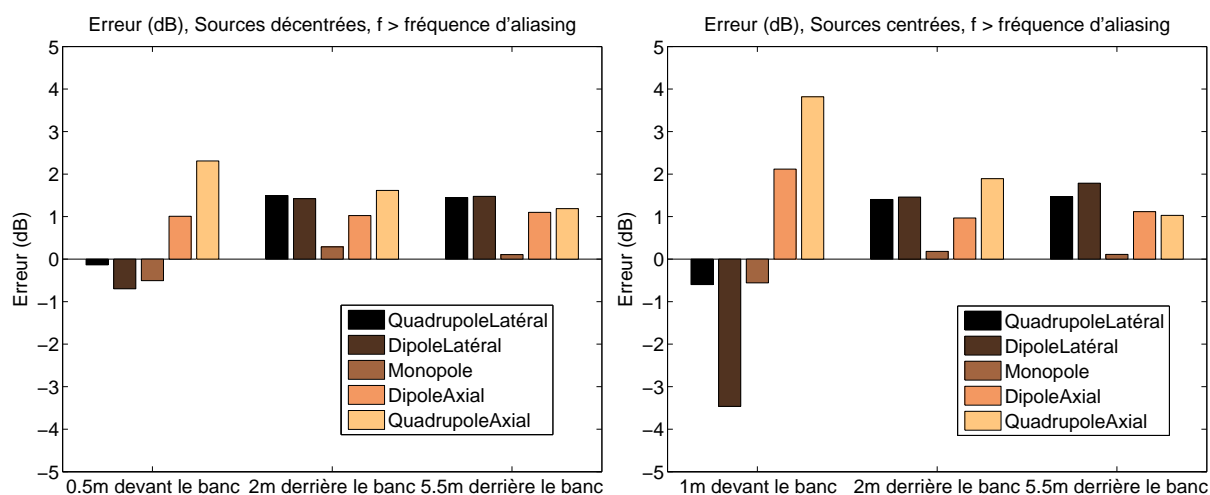 Erreur (dB), Sources décentrées, f > fréquence d’aliasing
5
4
3
2
1
0
−1
−2
−3
−4
−5
Erreur (dB)
QuadrupoleLatéral
DipoleLatéral
Monopole
DipoleAxial
QuadrupoleAxial
0.5m devant le banc 2m derrière le banc 5.5m derrière le banc
Erreur (dB), Sources centrées, f > fréquence d’aliasing
5
4
3
2
1
0
−1
−2
−3
−4
−5
Erreur (dB)
QuadrupoleLatéral
DipoleLatéral
Monopole
DipoleAxial
QuadrupoleAxial
1m devant le banc 2m derrière le banc 5.5m derrière le banc